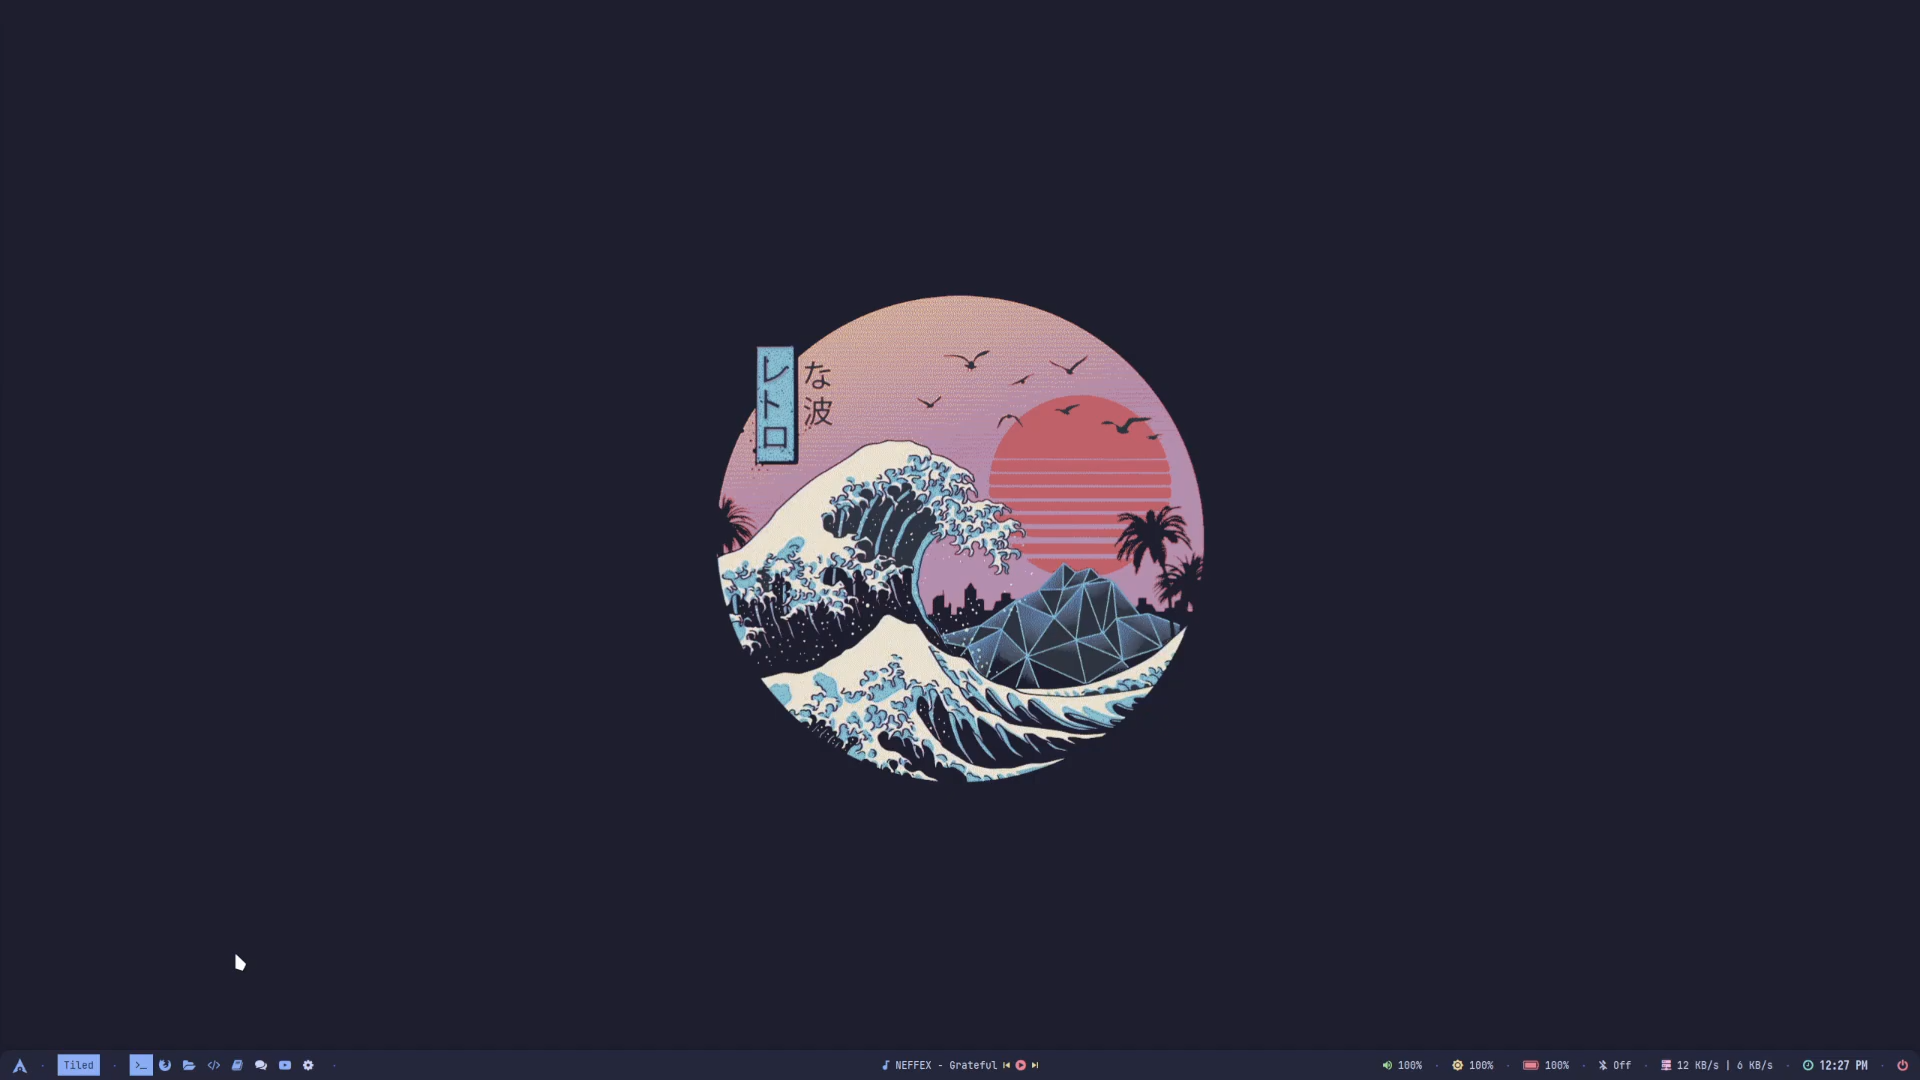 レトロ
な波
Tiled
NEFFEX - Grateful
100%
100%
100%
Off
12 KB/s | 6 KB/s
12:27 PM